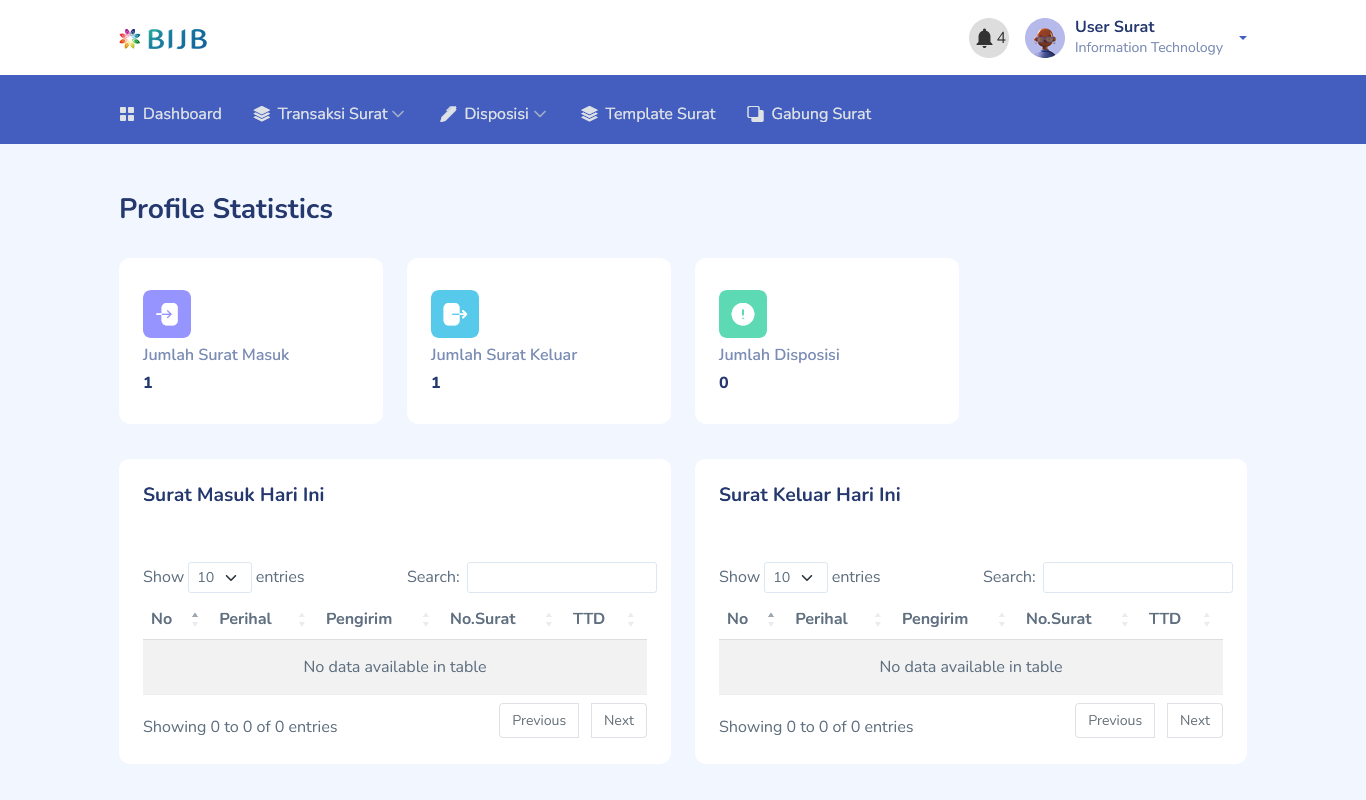 BIJB
4
User Surat
Information Technology
Dashboard Transaksi Surat Disposisi Template Surat Gabung Surat
Profile Statistics
Jumlah Surat Masuk
1
Jumlah Surat Keluar
1
Jumlah Disposisi
0
Surat Masuk Hari Ini
Show 10 entries Search:
No Perihal Pengirim No.Surat TTD
No data available in table
Showing 0 to 0 of 0 entries
Previous Next
Surat Keluar Hari Ini
Show 10 entries Search:
No Perihal Pengirim No.Surat TTD
No data available in table
Showing 0 to 0 of 0 entries
Previous Next